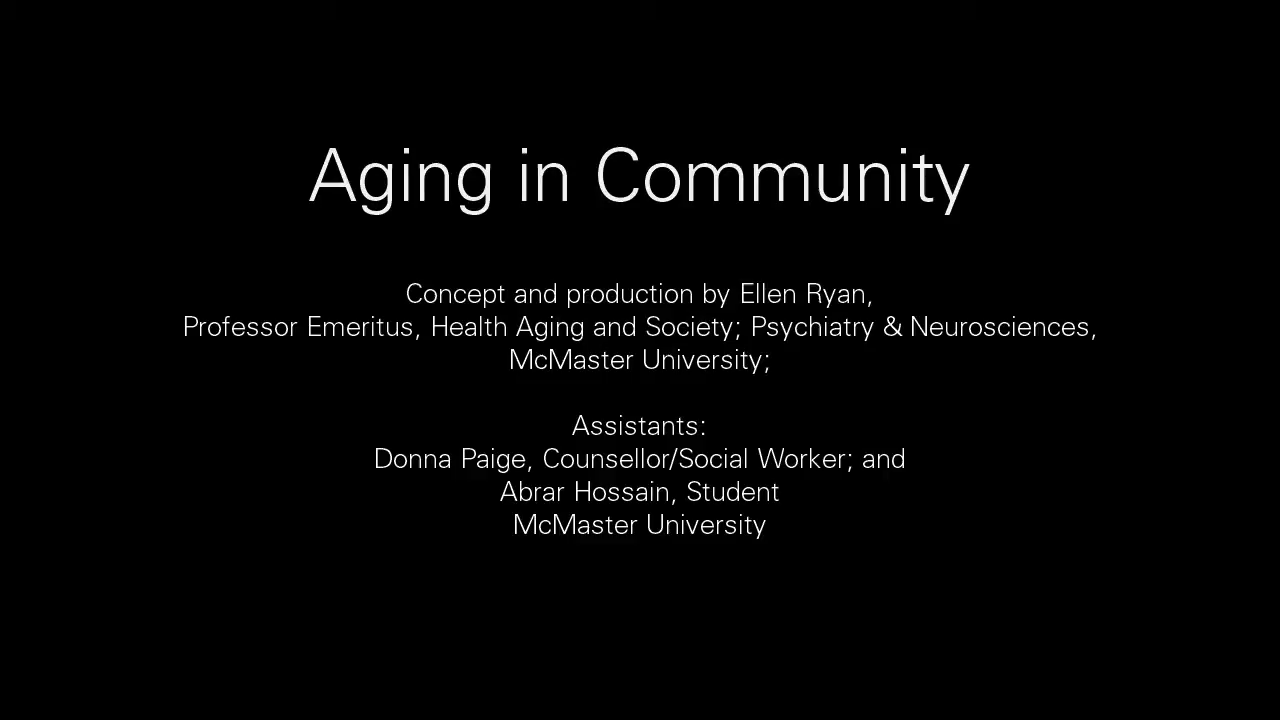 Aging in Community
Concept and production by Ellen Ryan,
Professor Emeritus, Health Aging and Society; Psychiatry & Neurosciences,
McMaster University;
Assistants:
Donna Paige, Counsellor/Social Worker; and
Abrar Hossain, Student
McMaster University